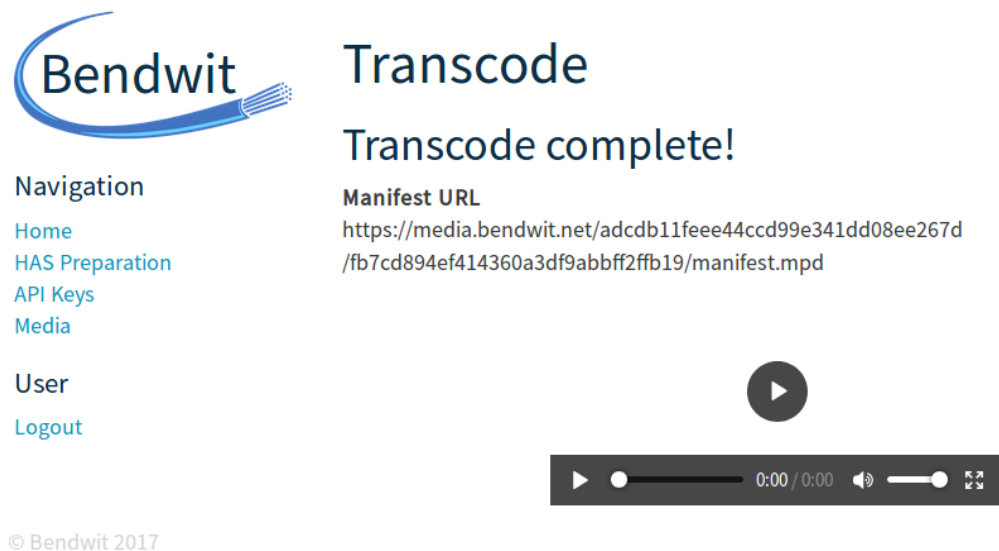 Bendwit
Navigation
Home
HAS Preparation
API Keys
Media
User
Logout
Transcode
Transcode complete!
Manifest URL
https://media.bendwit.net/adcdb11feee44ccd99e341dd08ee267d
/fb7cd894ef414360a3df9abbff2ffb19/manifest.mpd
0:00 / 0:00
© Bendwit 2017